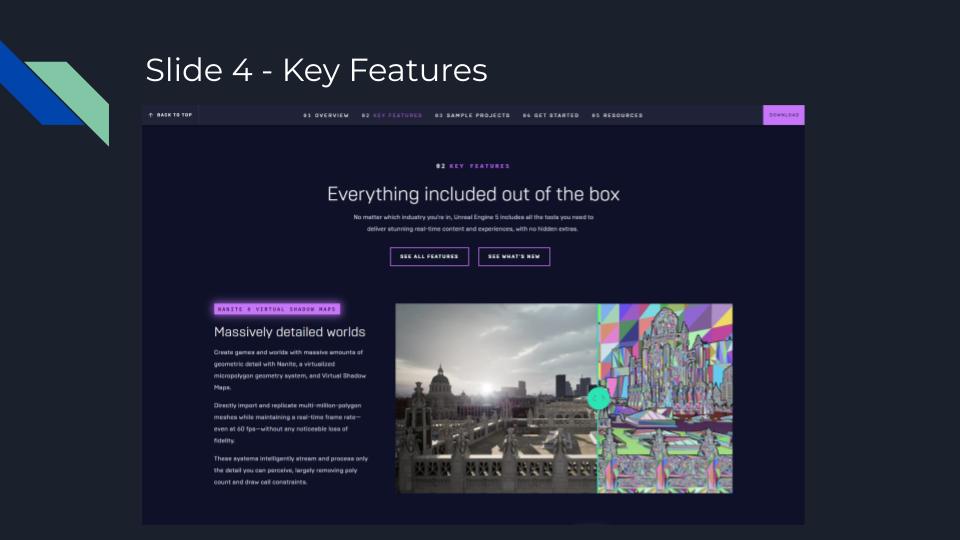 Slide 4 - Key Features
↑ BACK TO TOP
01 OVERVIEW 02 KEY FEATURES 03 SAMPLE PROJECTS 04 GET STARTED 05 RESOURCES
DOWNLOAD
02 KEY FEATURES
Everything included out of the box
No matter which industry you're in, Unreal Engine 5 includes all the tools you need to
deliver stunning real-time content and experiences, with no hidden extras.
SEE ALL FEATURES SEE WHAT'S NEW
NANITE & VIRTUAL SHADOW MAPS
Massively detailed worlds
Create games and worlds with massive amounts of
geometric detail with Nanite, a virtualized
micropolygon geometry system, and Virtual Shadow
Maps.
Directly import and replicate multi-million-polygon
meshes while maintaining a real-time frame rate—
even at 60 fps—without any noticeable loss of
fidelity.
These systems intelligently stream and process only
the detail you can perceive, largely removing poly
count and draw call constraints.